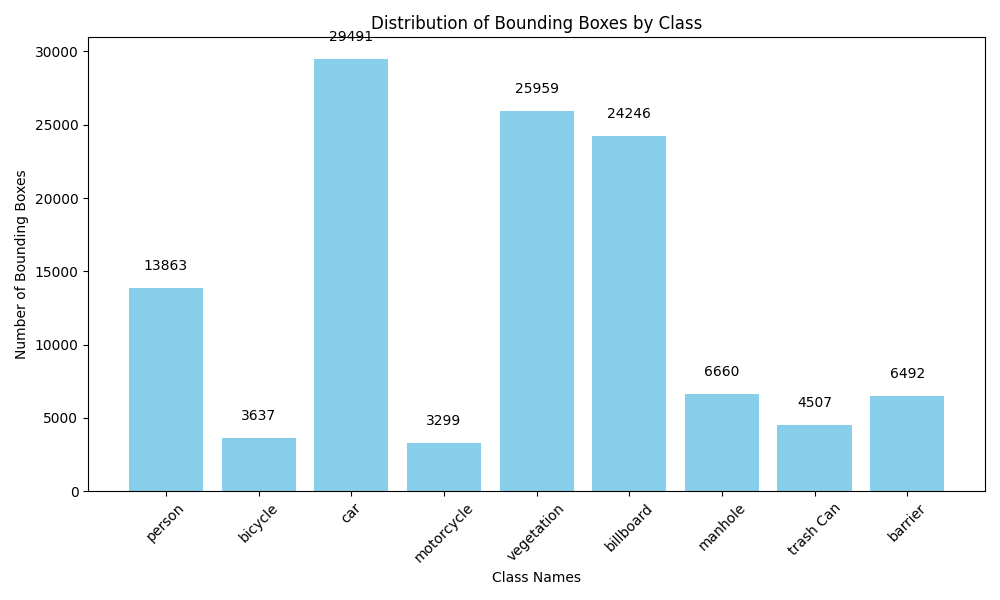 Distribution of Bounding Boxes by Class
Number of Bounding Boxes
30000
25000
20000
15000
10000
5000
0
13863
3637
29491
3299
25959
24246
6660
4507
6492
person
bicycle
car
motorcycle
vegetation
billboard
manhole
trash Can
barrier
Class Names